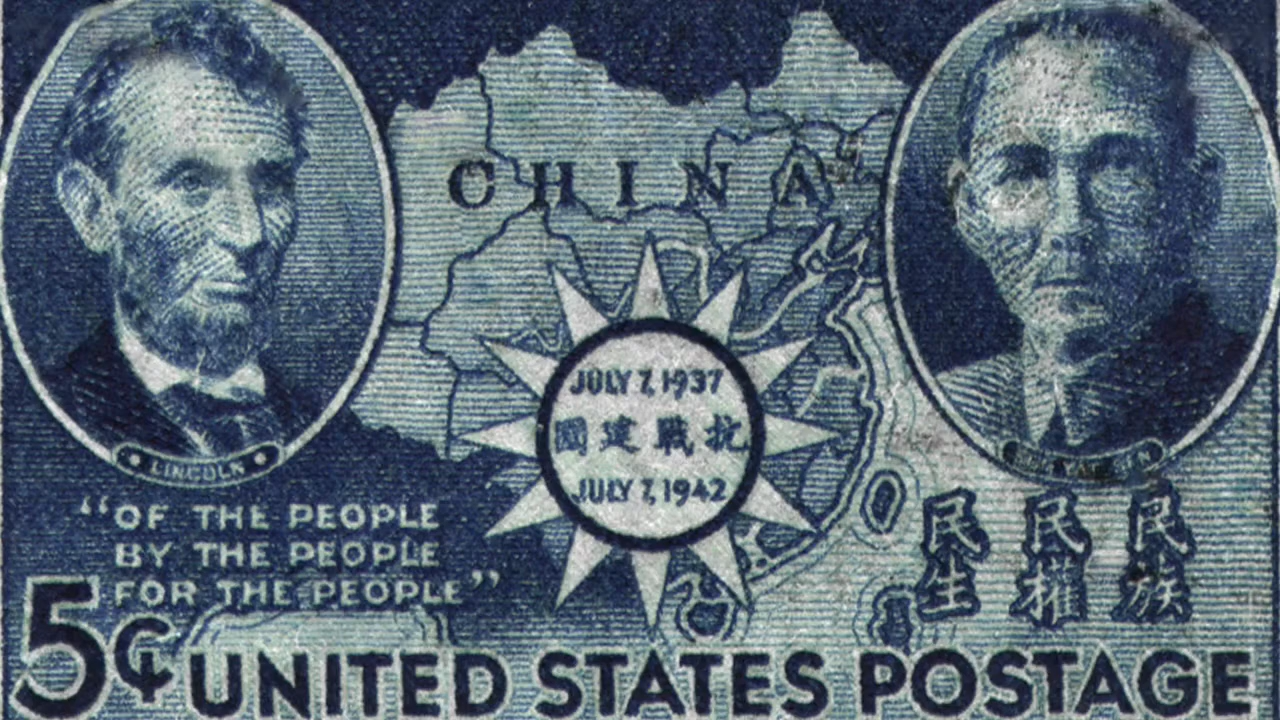 CHINA
LINCOLN
JULY 7, 1937
抗戰建國
JULY 7, 1942
“OF THE PEOPLE
BY THE PEOPLE
FOR THE PEOPLE”
民族
民權
民生
5¢ UNITED STATES POSTAGE